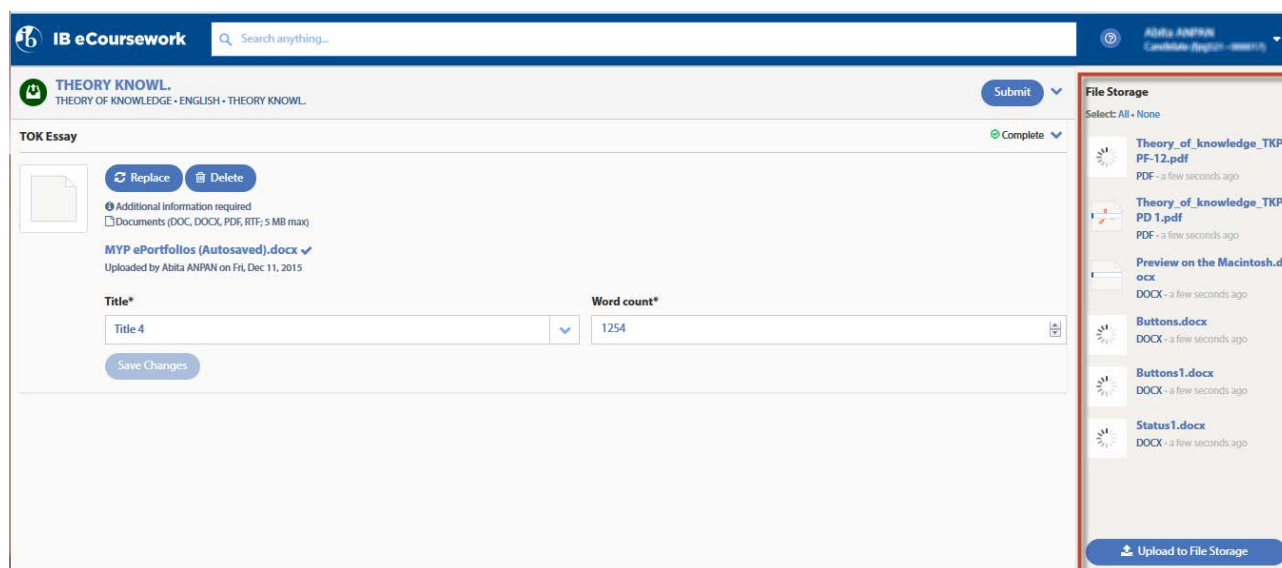 IB eCoursework
Search anything...
THEORY KNOWL.
THEORY OF KNOWLEDGE • ENGLISH • THEORY KNOWL.
Submit
TOK Essay
Complete
Replace
Delete
Additional information required
Documents (DOC, DOCX, PDF, RTF; 5 MB max)
MYP ePortfolios (Autosaved).docx
Uploaded by Abita ANPAN on Fri, Dec 11, 2015
Title*
Word count*
Title 4
1254
Save Changes
File Storage
Select: All • None
Theory_of_knowledge_TKP
PF-12.pdf
PDF - a few seconds ago
Theory_of_knowledge_TKP
PD 1.pdf
PDF - a few seconds ago
Preview on the Macintosh.d
ocx
DOCX - a few seconds ago
Buttons.docx
DOCX - a few seconds ago
Buttons1.docx
DOCX - a few seconds ago
Status1.docx
DOCX - a few seconds ago
Upload to File Storage